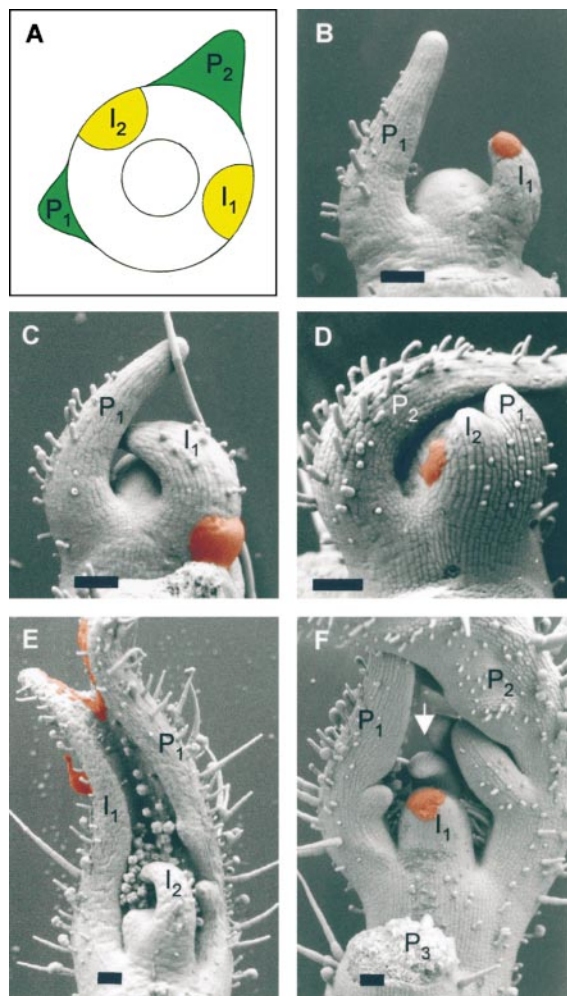 A
P₂
I₂
I₁
P₁
B
P₁
I₁
C
P₁
I₁
D
P₂
P₁
I₂
E
P₁
I₁
I₂
F
P₁
P₂
I₁
P₃